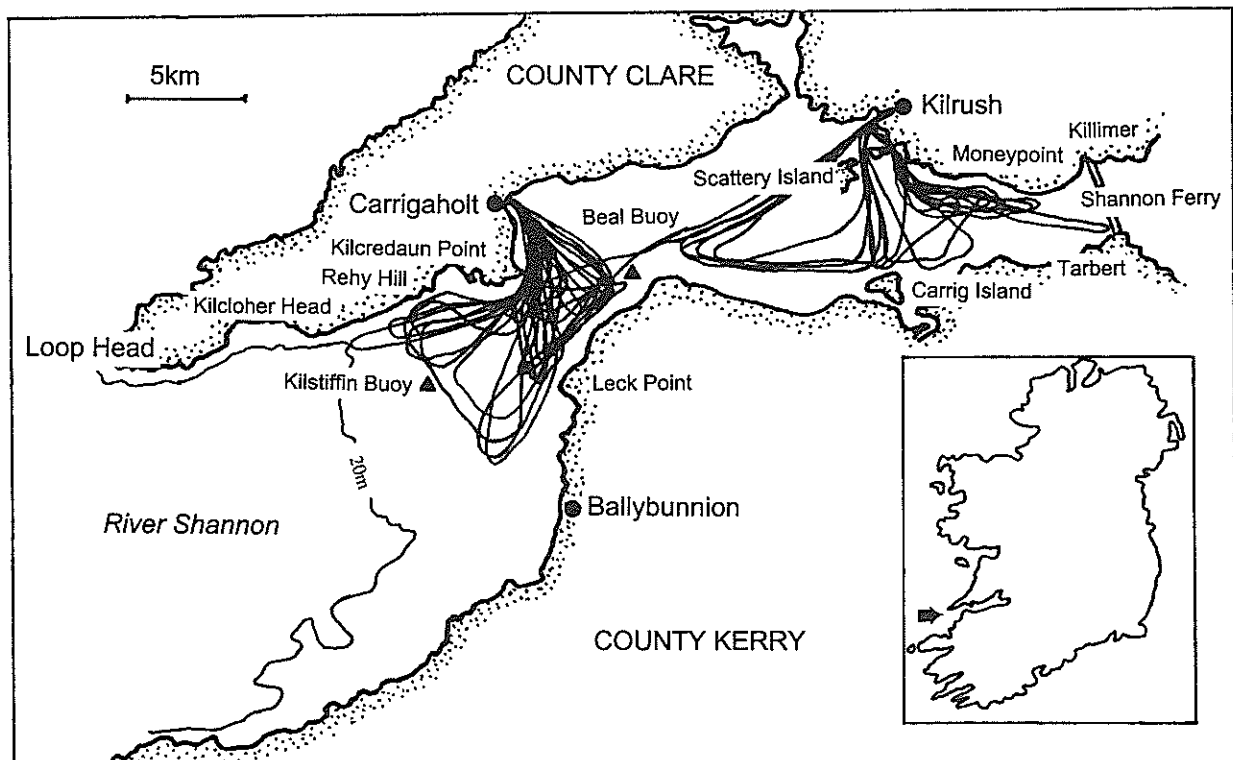 5km
COUNTY CLARE
Kilrush
Killimer
Moneypoint
Scattery Island
Shannon Ferry
Carrigaholt
Beal Buoy
Kilcredaun Point
Rehy Hill
Tarbert
Kilcloher Head
Carrig Island
Loop Head
Kilstiffin Buoy
Leck Point
20m
Ballybunnion
River Shannon
COUNTY KERRY